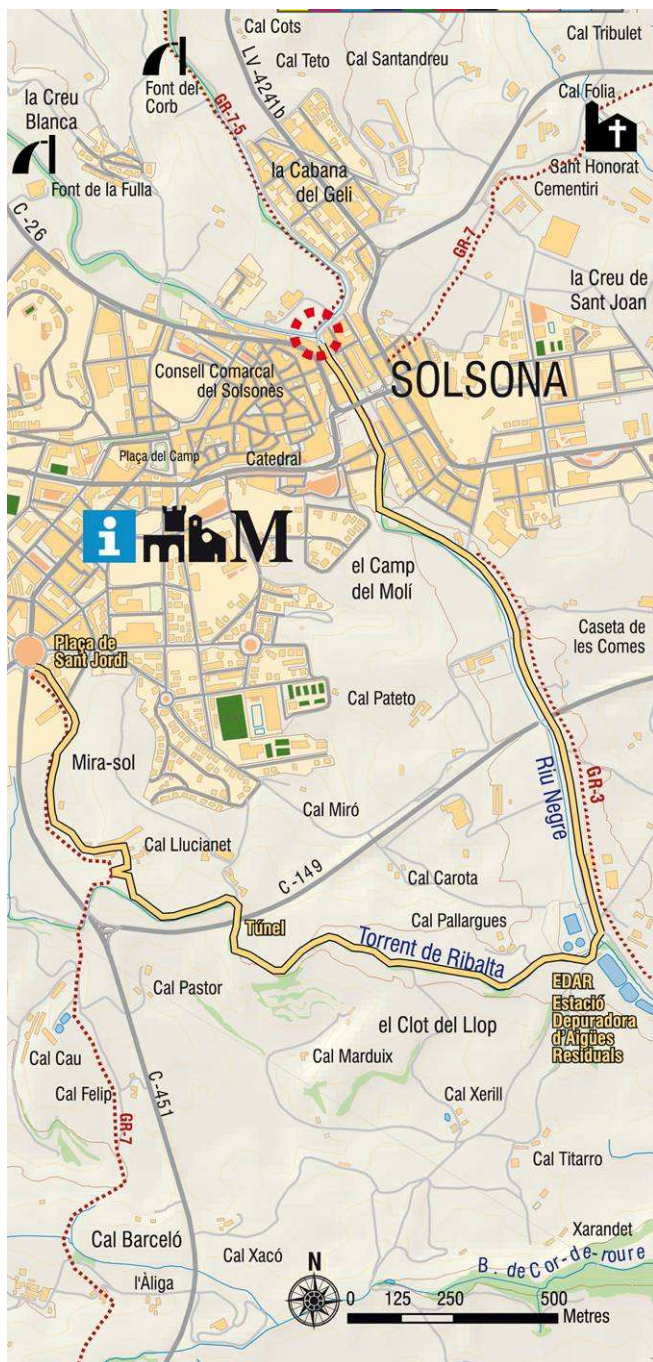 Cal Cots
Cal Tribulet
Cal Teto
Cal Santandreu
LV-4241b
Font del
Corb
GR-7-5
Cal Folia
la Creu
Blanca
la Cabana
del Geli
Sant Honorat
Cementiri
Font de la Fulla
C-26
GR-7
la Creu de
Sant Joan
Consell Comarcal
del Solsonès
SOLSONA
Plaça del Camp
Catedral
i
M
el Camp
del Molí
Plaça de
Sant Jordi
Caseta de
les Comes
Cal Pateto
Mira-sol
Riu Negre
GR-3
Cal Miró
Cal Llucianet
C-149
Cal Carota
Cal Pallargues
Túnel
Torrent de Ribalta
EDAR
Estació
Depuradora
d'Aigües
Residuals
Cal Pastor
el Clot del Llop
Cal Marduix
Cal Cau
Cal Felip
C-451
GR-7
Cal Xerill
Cal Titarro
Cal Barceló
Cal Xacó
Xarandet
B. de Cor-de-roure
l'Àliga
N
0 125 250 500
Metres